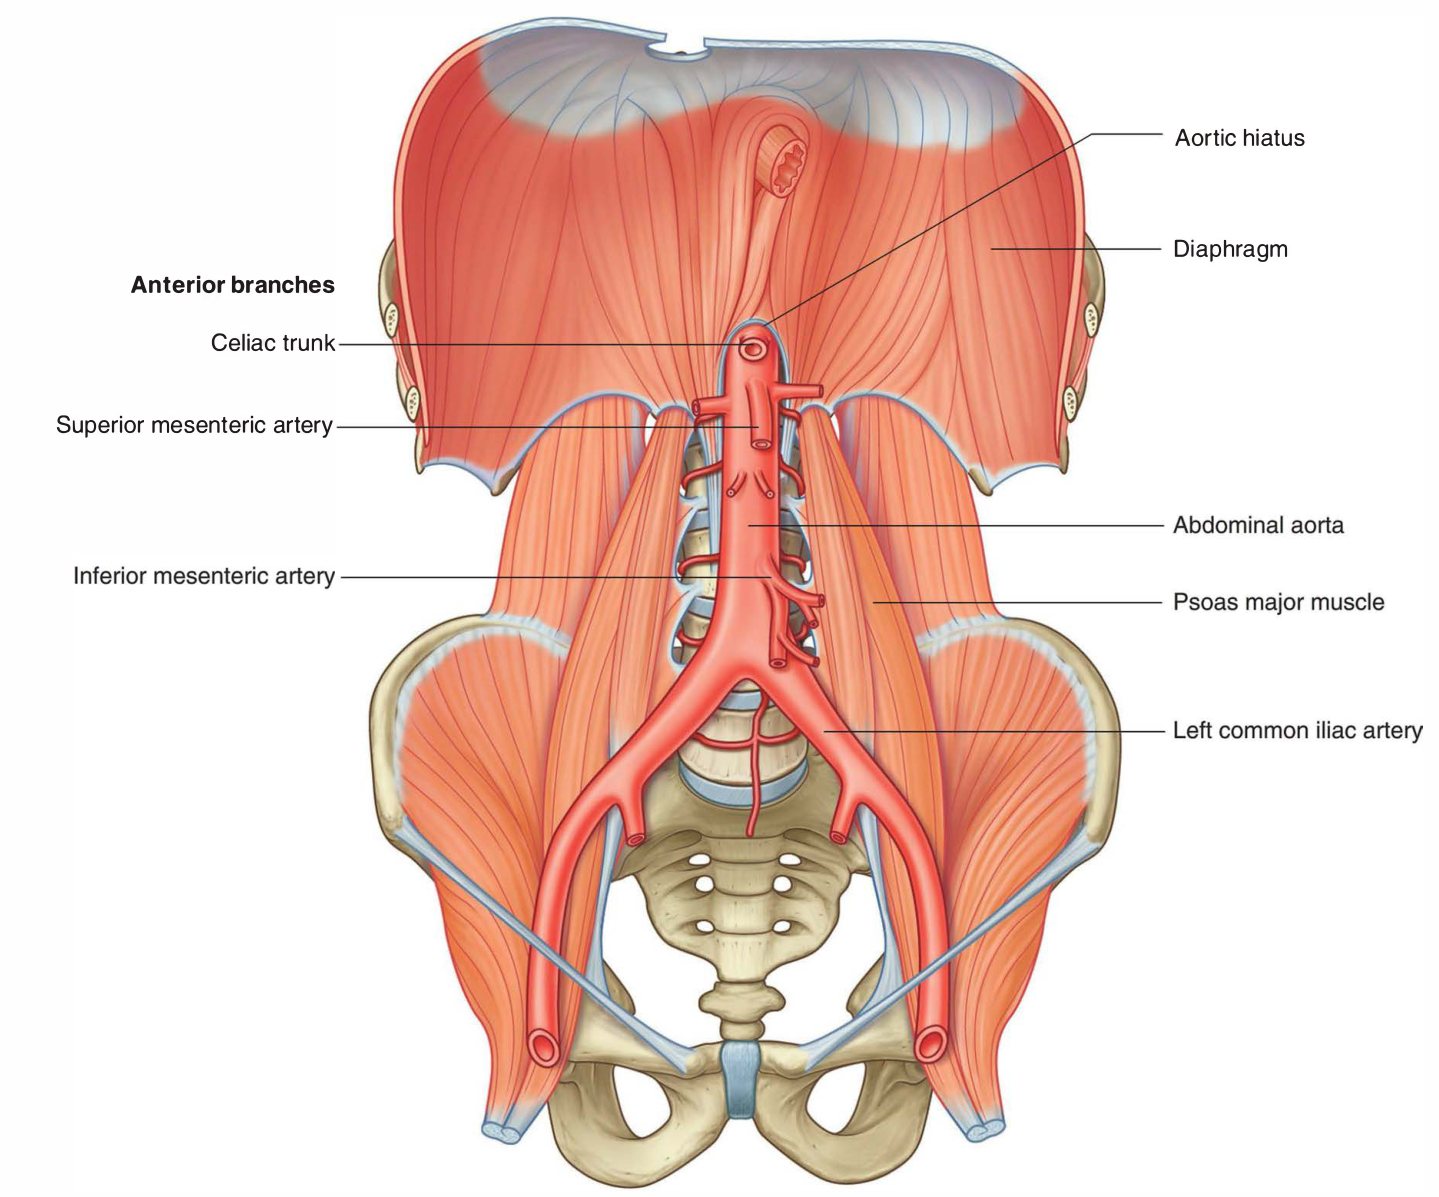 Aortic hiatus
Diaphragm
Anterior branches
Celiac trunk
Superior mesenteric artery
Abdominal aorta
Inferior mesenteric artery
Psoas major muscle
Left common iliac artery